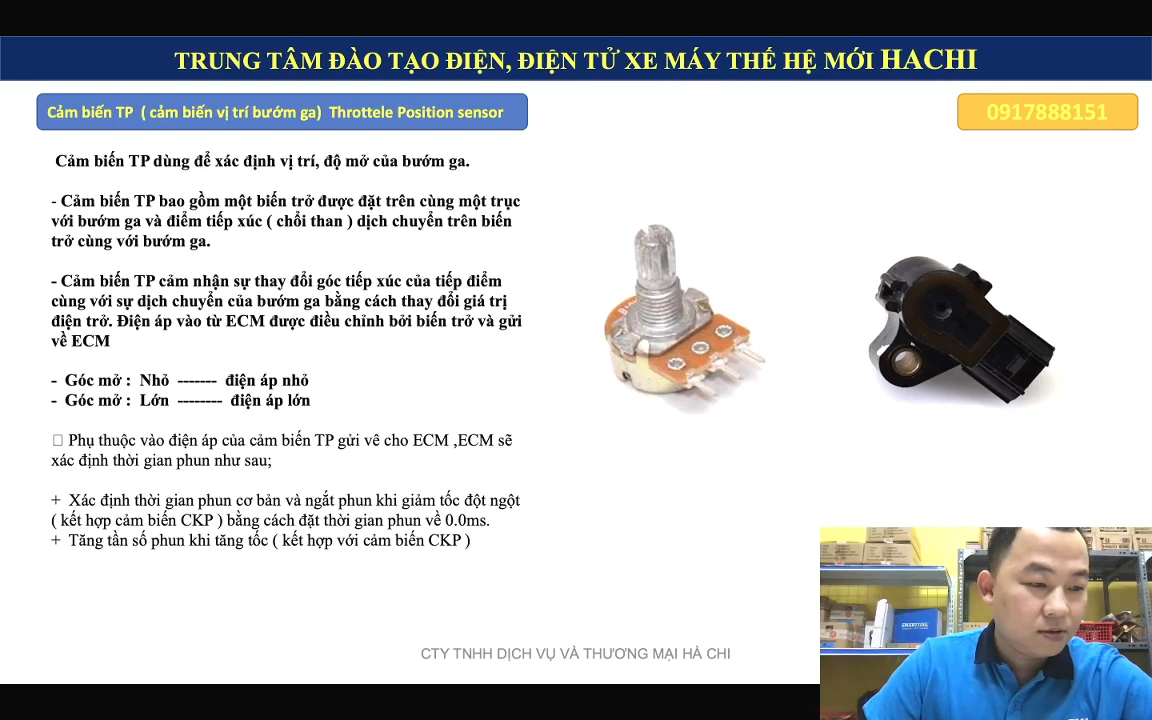 TRUNG TÂM ĐÀO TẠO ĐIỆN, ĐIỆN TỬ XE MÁY THẾ HỆ MỚI HACHI
Cảm biến TP ( cảm biến vị trí bướm ga) Throttele Position sensor
0917888151
Cảm biến TP dùng để xác định vị trí, độ mở của bướm ga.
- Cảm biến TP bao gồm một biến trở được đặt trên cùng một trục
với bướm ga và điểm tiếp xúc ( chổi than ) dịch chuyển trên biến
trở cùng với bướm ga.
- Cảm biến TP cảm nhận sự thay đổi góc tiếp xúc của tiếp điểm
cùng với sự dịch chuyển của bướm ga bằng cách thay đổi giá trị
điện trở. Điện áp vào từ ECM được điều chỉnh bởi biến trở và gửi
về ECM
- Góc mở : Nhỏ ------- điện áp nhỏ
- Góc mở : Lớn -------- điện áp lớn
Phụ thuộc vào điện áp của cảm biến TP gửi vê cho ECM ,ECM sẽ
xác định thời gian phun như sau;
+ Xác định thời gian phun cơ bản và ngắt phun khi giảm tốc đột ngột
( kết hợp cảm biến CKP ) bằng cách đặt thời gian phun về 0.0ms.
+ Tăng tần số phun khi tăng tốc ( kết hợp với cảm biến CKP )
CTY TNHH DỊCH VỤ VÀ THƯƠNG MẠI HÀ CHI